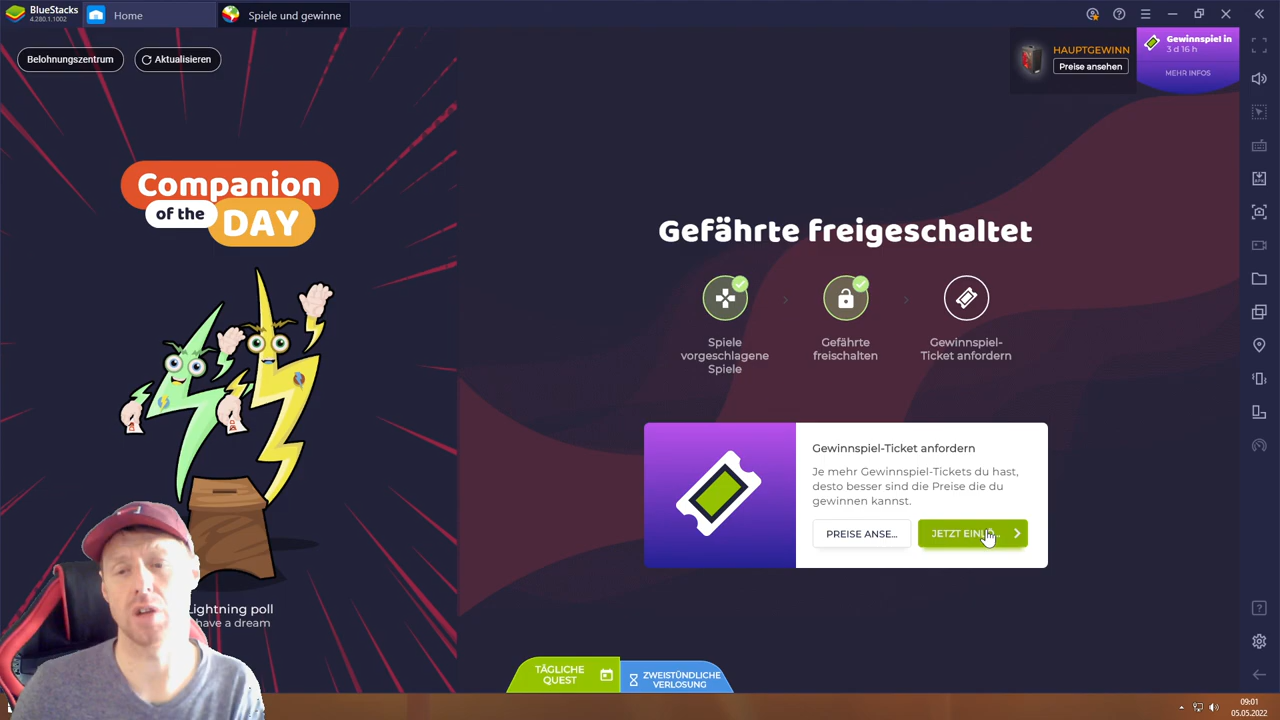 BlueStacks
4.280.1.1002
Home
Spiele und gewinne
Belohnungszentrum
Aktualisieren
HAUPTGEWINN
Preise ansehen
Gewinnspiel in
3 d 16 h
MEHR INFOS
Companion
of the
DAY
Gefährte freigeschaltet
Spiele
vorgeschlagene
Spiele
Gefährte
freischalten
Gewinnspiel-
Ticket anfordern
Gewinnspiel-Ticket anfordern
Je mehr Gewinnspiel-Tickets du hast,
desto besser sind die Preise die du
gewinnen kannst.
PREISE ANSE...
JETZT
Lightning poll
have a dream
TÄGLICHE
QUEST
ZWEISTÜNDLICHE
VERLOSUNG
09:01
05.05.2022